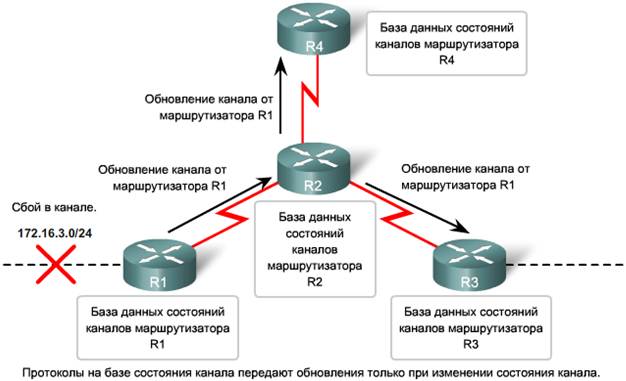 R4
База данных состояний
каналов маршрутизатора
R4
Обновление канала от
маршрутизатора R1
Обновление канала от
маршрутизатора R1
R2
Обновление канала от
маршрутизатора R1
Сбой в канале.
172.16.3.0/24
База данных
состояний
каналов
маршрутизатора
R2
R1
R3
База данных состояний
каналов маршрутизатора
R1
База данных состояний
каналов маршрутизатора
R3
Протоколы на базе состояния канала передают обновления только при изменении состояния канала.